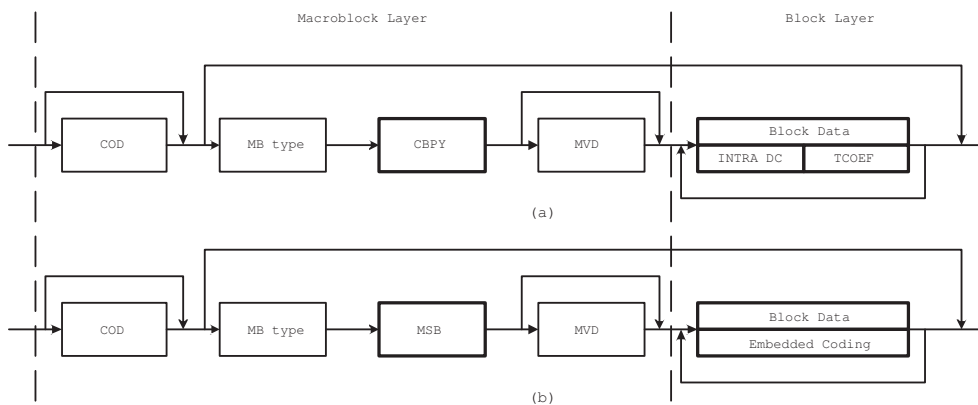 Macroblock Layer
Block Layer
COD
MB type
CBPY
MVD
Block Data
INTRA DC
TCOEF
(a)
COD
MB type
MSB
MVD
Block Data
Embedded Coding
(b)